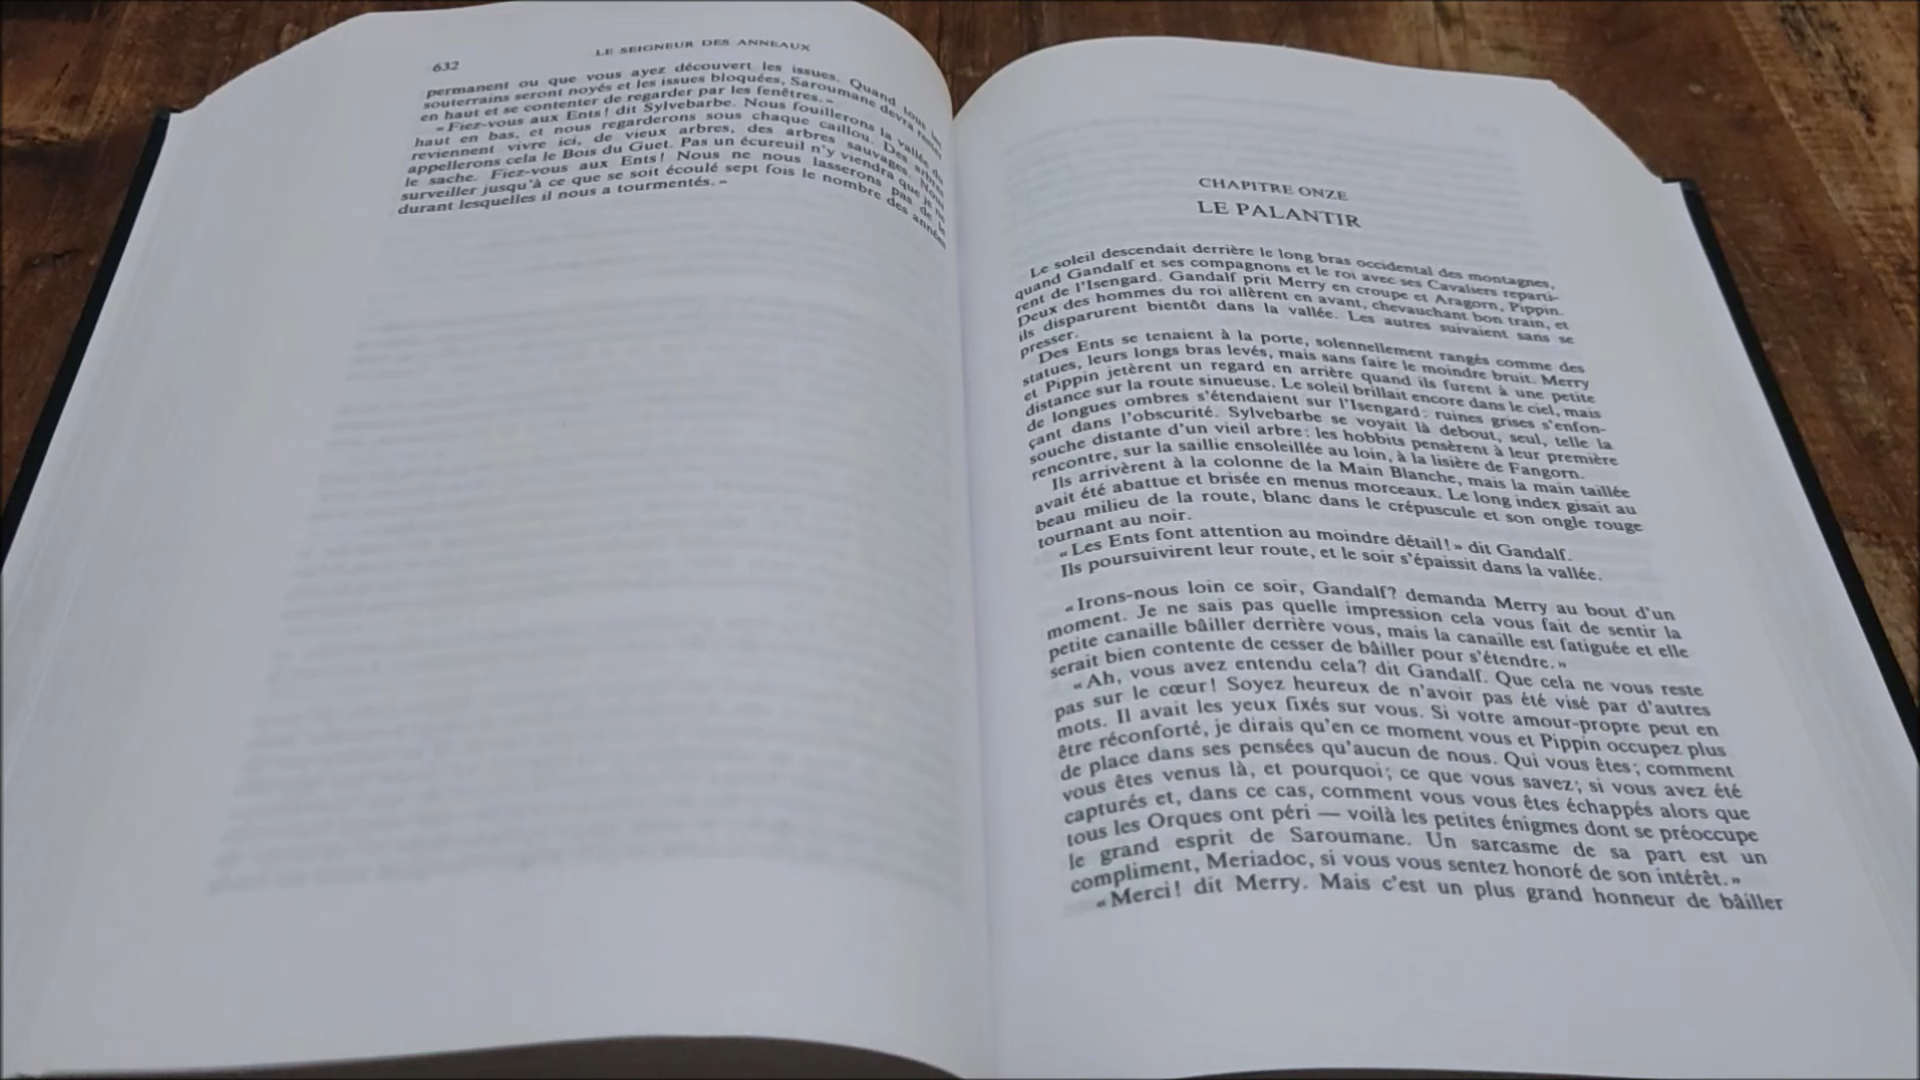 632
LE SEIGNEUR DES ANNEAUX
permanent ou que vous ayez découvert les issues. Quand tous les
souterrains seront noyés et les issues bloquées, Saroumane devra rester
en haut et se contenter de regarder par les fenêtres. »
« Fiez-vous aux Ents ! dit Sylvebarbe. Nous fouillerons la vallée du
haut en bas, et nous regarderons sous chaque caillou. Des arbres
reviennent vivre ici, de vieux arbres, des arbres sauvages. Nous
appellerons cela le Bois du Guet. Pas un écureuil n'y viendra que je ne
le sache. Fiez-vous aux Ents ! Nous ne nous lasserons pas de le
surveiller jusqu'à ce que se soit écoulé sept fois le nombre des années
durant lesquelles il nous a tourmentés. »
CHAPITRE ONZE
LE PALANTIR
Le soleil descendait derrière le long bras occidental des montagnes,
quand Gandalf et ses compagnons et le roi avec ses Cavaliers reparti-
rent de l'Isengard. Gandalf prit Merry en croupe et Aragorn, Pippin.
Deux des hommes du roi allèrent en avant, chevauchant bon train, et
ils disparurent bientôt dans la vallée. Les autres suivaient sans se
presser.
Des Ents se tenaient à la porte, solennellement rangés comme des
statues, leurs longs bras levés, mais sans faire le moindre bruit. Merry
et Pippin jetèrent un regard en arrière quand ils furent à une petite
distance sur la route sinueuse. Le soleil brillait encore dans le ciel, mais
de longues ombres s'étendaient sur l'Isengard : ruines grises s'enfon-
çant dans l'obscurité. Sylvebarbe se voyait là debout, seul, telle la
souche distante d'un vieil arbre : les hobbits pensèrent à leur première
rencontre, sur la saillie ensoleillée au loin, à la lisière de Fangorn.
Ils arrivèrent à la colonne de la Main Blanche, mais la main taillée
avait été abattue et brisée en menus morceaux. Le long index gisait au
beau milieu de la route, blanc dans le crépuscule et son ongle rouge
tournant au noir.
« Les Ents font attention au moindre détail ! » dit Gandalf.
Ils poursuivirent leur route, et le soir s'épaissit dans la vallée.
« Irons-nous loin ce soir, Gandalf ? demanda Merry au bout d'un
moment. Je ne sais pas quelle impression cela vous fait de sentir la
petite canaille bâiller derrière vous, mais la canaille est fatiguée et elle
serait bien contente de cesser de bâiller pour s'étendre. »
« Ah, vous avez entendu cela ? dit Gandalf. Que cela ne vous reste
pas sur le cœur ! Soyez heureux de n'avoir pas été visé par d'autres
mots. Il avait les yeux fixés sur vous. Si votre amour-propre peut en
être réconforté, je dirais qu'en ce moment vous et Pippin occupez plus
de place dans ses pensées qu'aucun de nous. Qui vous êtes ; comment
vous êtes venus là, et pourquoi ; ce que vous savez ; si vous avez été
capturés et, dans ce cas, comment vous vous êtes échappés alors que
tous les Orques ont péri — voilà les petites énigmes dont se préoccupe
le grand esprit de Saroumane. Un sarcasme de sa part est un
compliment, Meriadoc, si vous vous sentez honoré de son intérêt. »
« Merci ! dit Merry. Mais c'est un plus grand honneur de bâiller